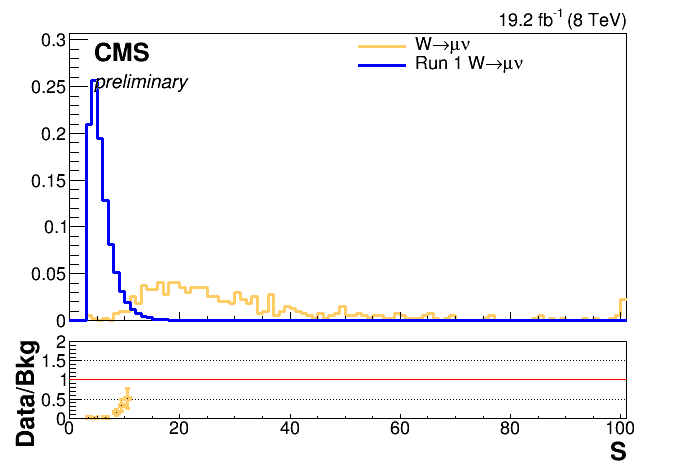 19.2 fb⁻¹ (8 TeV)
CMS
preliminary
W→μν
Run 1 W→μν
0.3
0.25
0.2
0.15
0.1
0.05
0
Data/Bkg
2
1.5
1
0.5
0
0 20 40 60 80 100
S